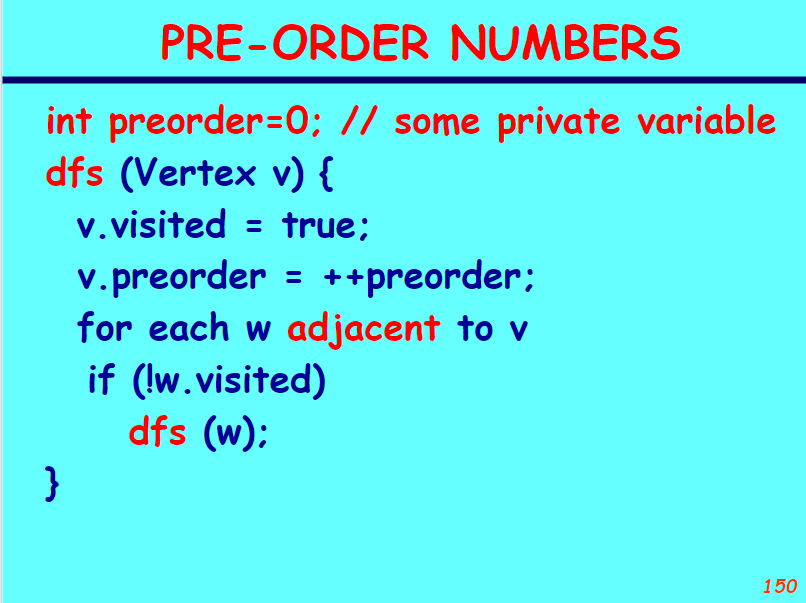 PRE-ORDER NUMBERS
int preorder=0; // some private variable
dfs (Vertex v) {
v.visited = true;
v.preorder = ++preorder;
for each w adjacent to v
if (!w.visited)
dfs (w);
}
150